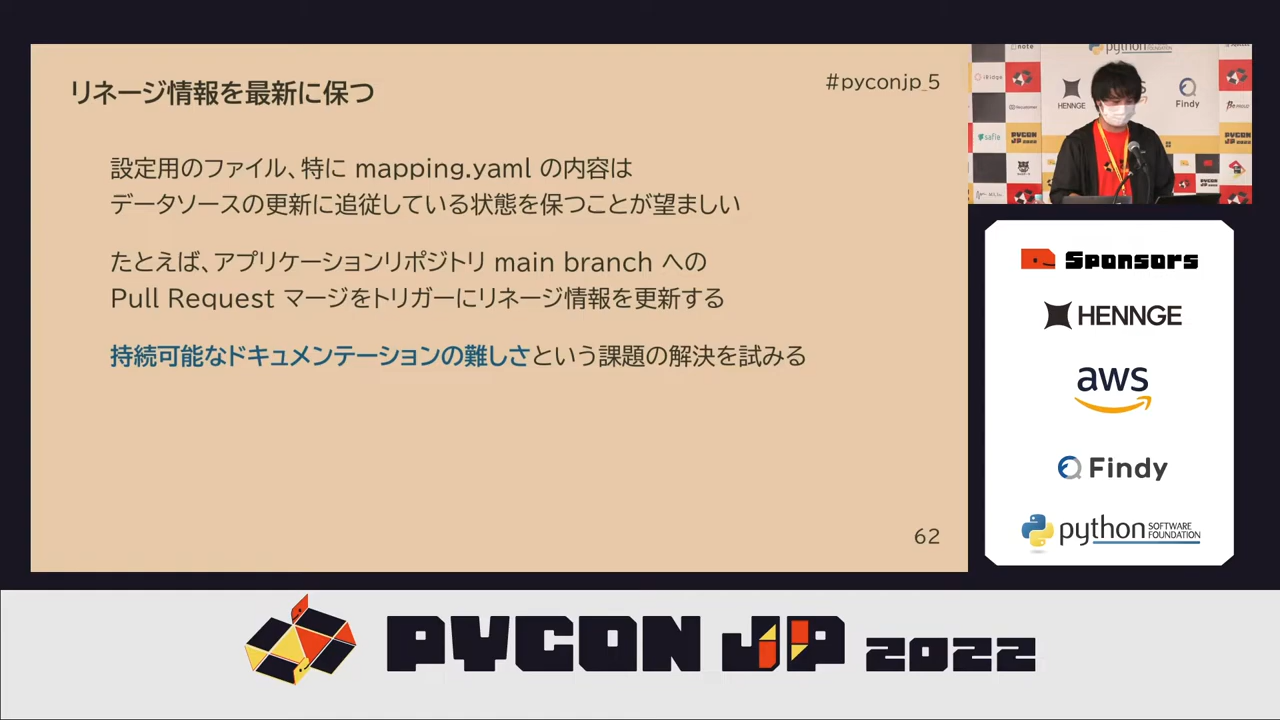 リネージ情報を最新に保つ
#pyconjp_5
設定用のファイル、特に mapping.yaml の内容は
データソースの更新に追従している状態を保つことが望ましい
たとえば、アプリケーションリポジトリ main branch への
Pull Request マージをトリガーにリネージ情報を更新する
持続可能なドキュメンテーションの難しさという課題の解決を試みる
62
note
python
iRidge
HENNGE
Findy
safie
PYCON
Sponsors
HENNGE
aws
Findy
python SOFTWARE
FOUNDATION
PYCON JP 2022